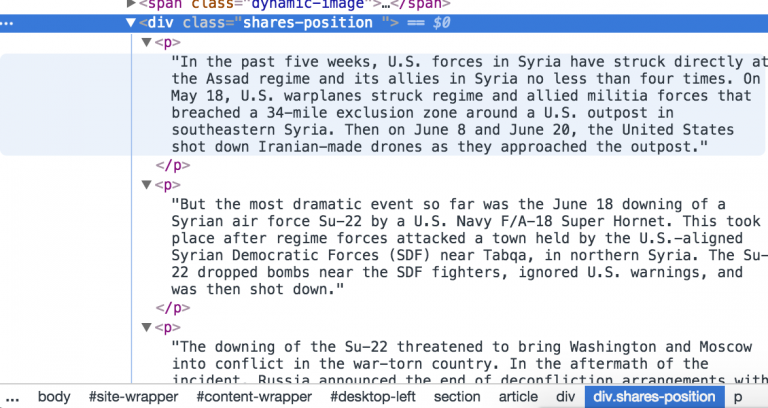 ▶<span class="dynamic-image">…</span>
… ▼<div class="shares-position "> == $0
▼<p>
"In the past five weeks, U.S. forces in Syria have struck directly at
the Assad regime and its allies in Syria no less than four times. On
May 18, U.S. warplanes struck regime and allied militia forces that
breached a 34-mile exclusion zone around a U.S. outpost in
southeastern Syria. Then on June 8 and June 20, the United States
shot down Iranian-made drones as they approached the outpost."
</p>
▼<p>
"But the most dramatic event so far was the June 18 downing of a
Syrian air force Su-22 by a U.S. Navy F/A-18 Super Hornet. This took
place after regime forces attacked a town held by the U.S.-aligned
Syrian Democratic Forces (SDF) near Tabqa, in northern Syria. The Su-
22 dropped bombs near the SDF fighters, ignored U.S. warnings, and
was then shot down."
</p>
▼<p>
"The downing of the Su-22 threatened to bring Washington and Moscow
into conflict in the war-torn country. In the aftermath of the
incident, Russia announced the end of deconfliction arrangements with
… body #site-wrapper #content-wrapper #desktop-left section article div div.shares-position p